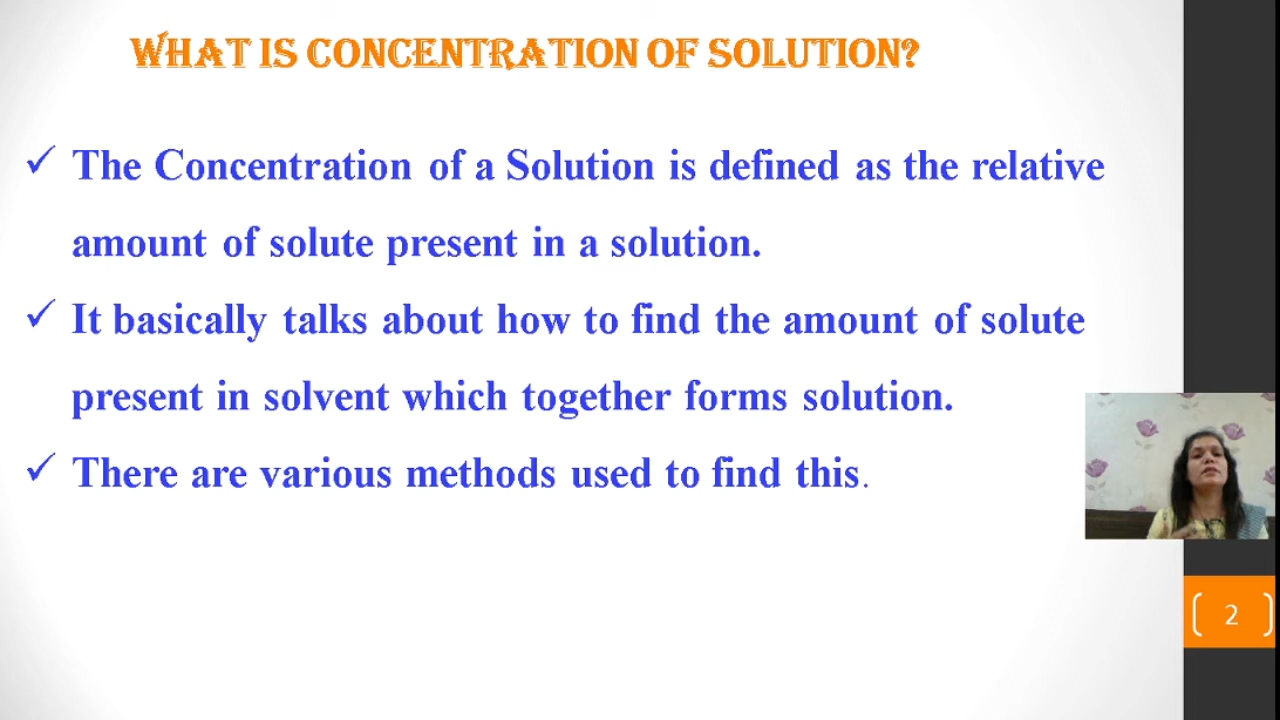 WHAT IS CONCENTRATION OF SOLUTION?
✓ The Concentration of a Solution is defined as the relative
amount of solute present in a solution.
✓ It basically talks about how to find the amount of solute
present in solvent which together forms solution.
✓ There are various methods used to find this.
2